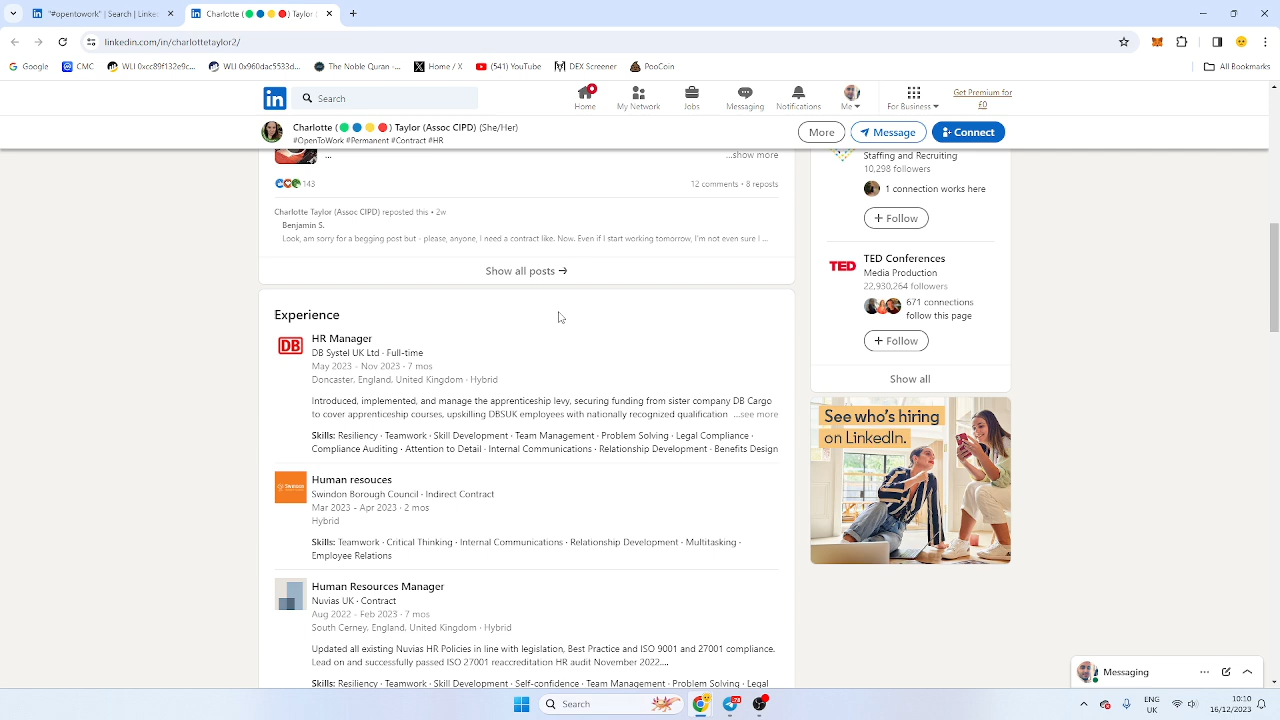 "#openstowork" | Search | Linke
Charlotte ( ) Taylor
linkedin.com/in/charlottetaylor2/
Google
CMC
WLI 0xcc89f132e9c...
WLI 0x960dac5533d...
The Noble Quran -...
Home / X
(541) YouTube
DEX Screener
PooCoin
All Bookmarks
in
Search
Home
My Network
Jobs
Messaging
Notifications
Me
For Business
Get Premium for
£0
Charlotte ( ) Taylor (Assoc CIPD) (She/Her)
#OpenToWork #Permanent #Contract #HR
More
Message
Connect
...
...show more
143
12 comments • 8 reposts
Charlotte Taylor (Assoc CIPD) reposted this • 2w
Benjamin S.
Look, am sorry for a begging post but - please, anyone, I need a contract like. Now. Even if I start working tomorrow, I'm not even sure I ...
Show all posts →
Experience
DB
HR Manager
DB Systel UK Ltd · Full-time
May 2023 - Nov 2023 · 7 mos
Doncaster, England, United Kingdom · Hybrid
Introduced, implemented, and manage the apprenticeship levy, securing funding from sister company DB Cargo
to cover apprenticeship courses, upskilling DBSUK employees with nationally recognized qualification ...see more
Skills: Resiliency · Teamwork · Skill Development · Team Management · Problem Solving · Legal Compliance ·
Compliance Auditing · Attention to Detail · Internal Communications · Relationship Development · Benefits Design
Swindon
Human resouces
Swindon Borough Council · Indirect Contract
Mar 2023 - Apr 2023 · 2 mos
Hybrid
Skills: Teamwork · Critical Thinking · Internal Communications · Relationship Development · Multitasking ·
Employee Relations
Human Resources Manager
Nuvias UK · Contract
Aug 2022 - Feb 2023 · 7 mos
South Cerney, England, United Kingdom · Hybrid
Updated all existing Nuvias HR Policies in line with legislation, Best Practice and ISO 9001 and 27001 compliance.
Lead on and successfully passed ISO 27001 reaccreditation HR audit November 2022....
Skills: Resiliency · Skill Development · Self-confidence · Team Management · Problem Solving · Legal
Staffing and Recruiting
10,298 followers
1 connection works here
+ Follow
TED
TED Conferences
Media Production
22,930,264 followers
671 connections
follow this page
+ Follow
Show all
See who's hiring
on LinkedIn.
Messaging
Search
ENG
UK
10:10
16/12/2023